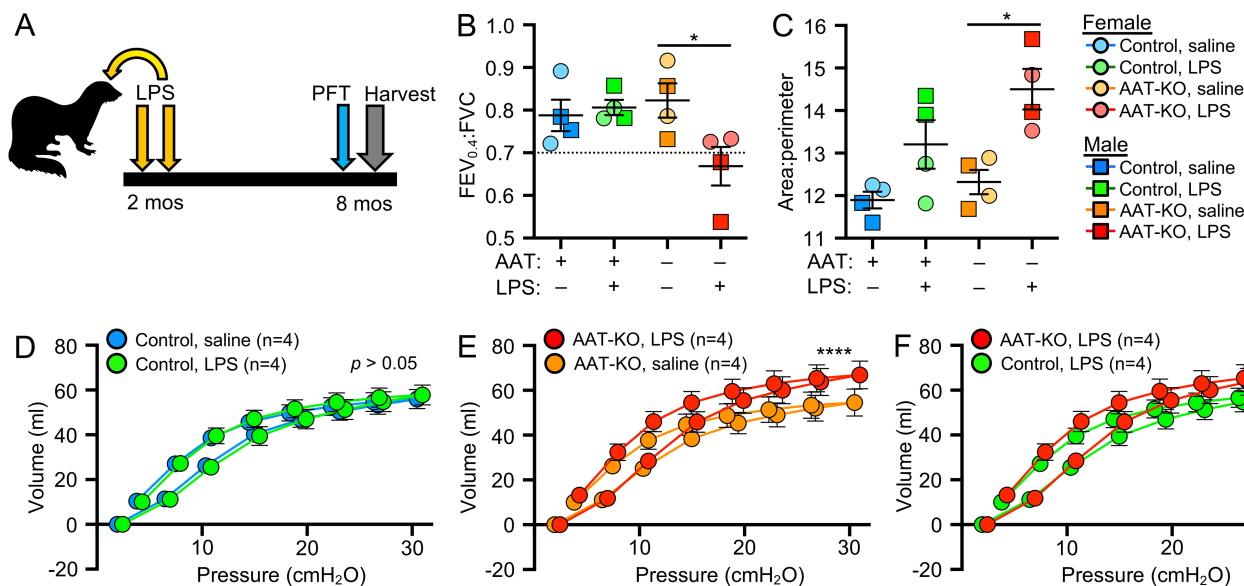 A
LPS
PFT
Harvest
2 mos
8 mos
B
FEV0.4:FVC
1.0
0.9
0.8
0.7
0.6
0.5
*
AAT: + + – –
LPS: – + – +
C
Area:perimeter
16
15
14
13
12
11
*
+ + – –
– + – +
Female
Control, saline
Control, LPS
AAT-KO, saline
AAT-KO, LPS
Male
Control, saline
Control, LPS
AAT-KO, saline
AAT-KO, LPS
D
Control, saline (n=4)
Control, LPS (n=4)
p > 0.05
Volume (ml)
80
60
40
20
0
-20
10 20 30
Pressure (cmH2O)
E
AAT-KO, LPS (n=4)
AAT-KO, saline (n=4)
****
Volume (ml)
80
60
40
20
0
-20
10 20 30
Pressure (cmH2O)
F
AAT-KO, LPS (n=4)
Control, LPS (n=4)
Volume (ml)
80
60
40
20
0
-20
10 20
Pressure (cmH2O)